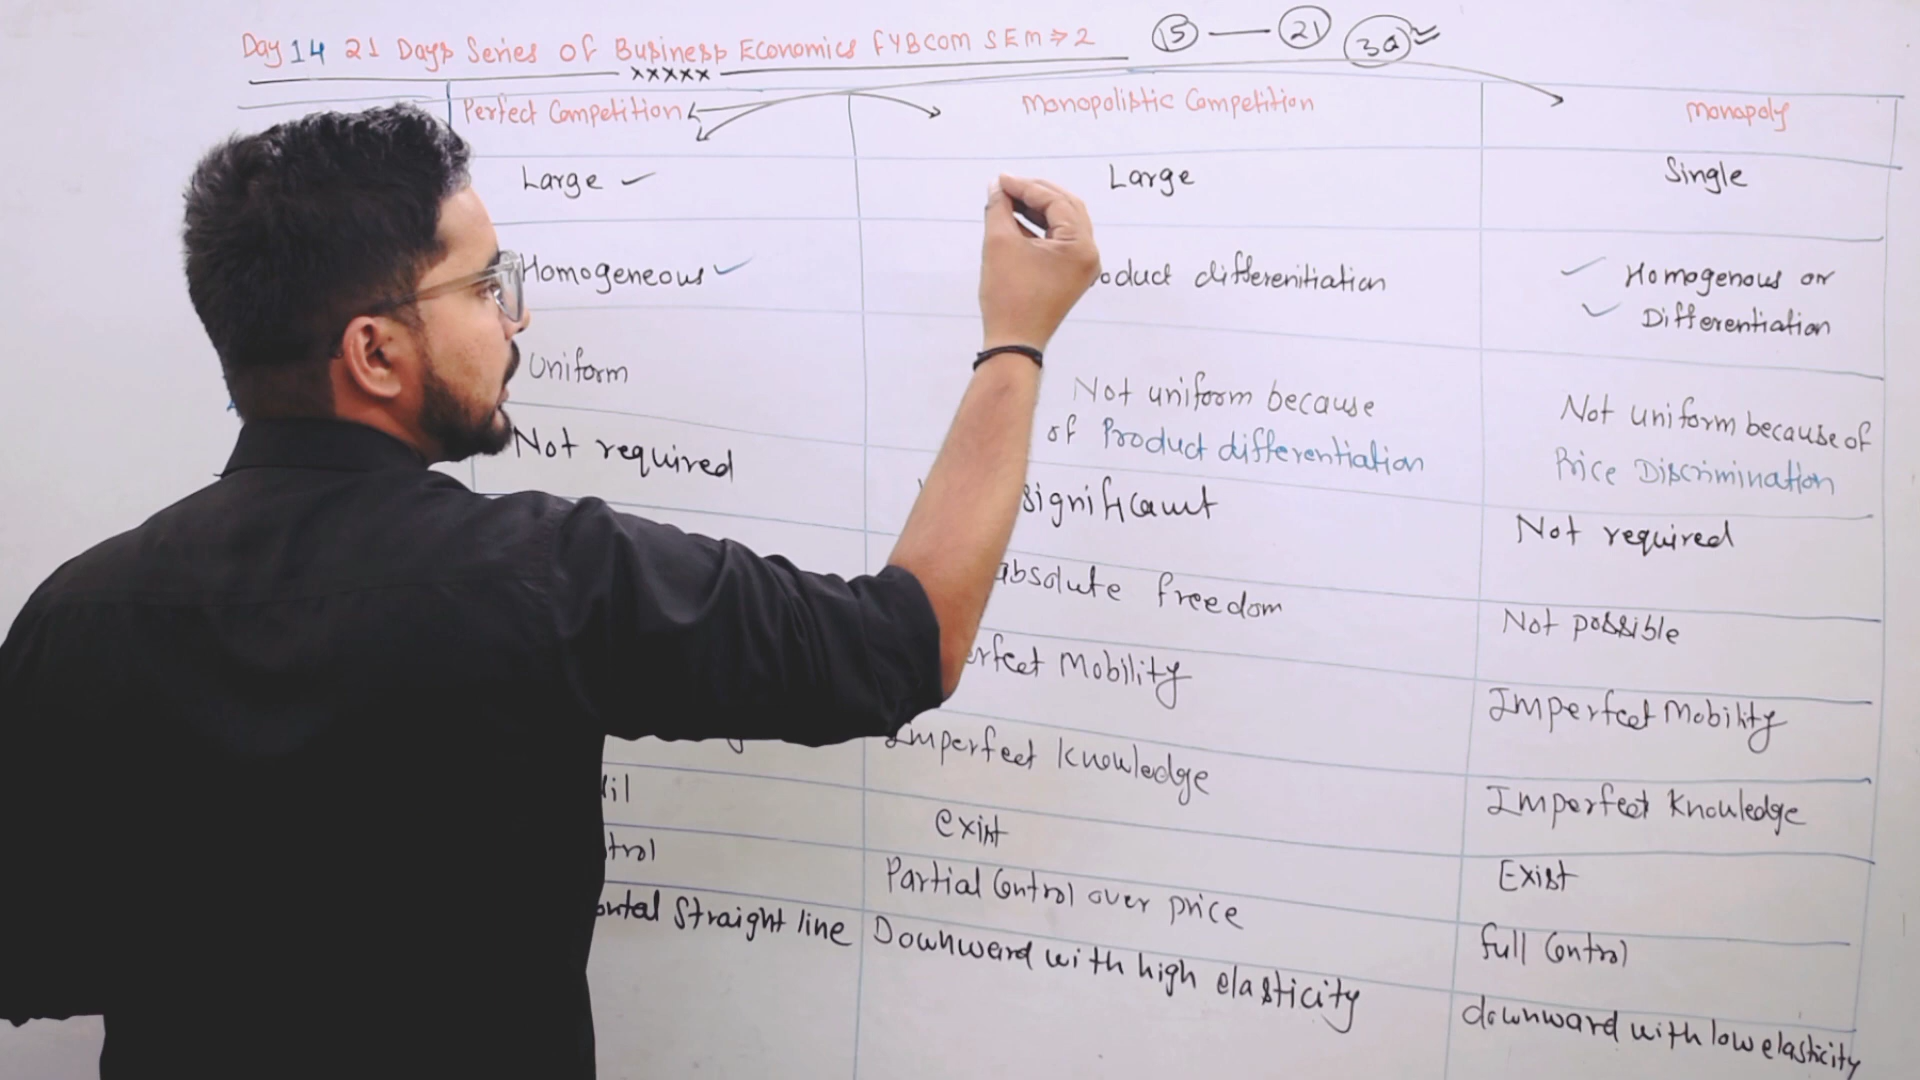 Day 14 21 Days Series Of Business Economics FYBCOM SEM ⇒ 2 15 — 21 30
xxxxx
Perfect Competition Monopolistic Competition Monopoly
Large Large Single
Homogeneous oduct differenitiation Homogenous or
Differentiation
Uniform Not uniform because Not uniform because of
of Product differentiation Price Discrimination
Not required significant Not required
absolute freedom Not possible
erfect Mobility Imperfect Mobility
Imperfect Knowledge Imperfect Knowledge
il exist Exist
trol Partial Control over price full Control
ontal Straight line Downward with high elasticity downward with low elasticity